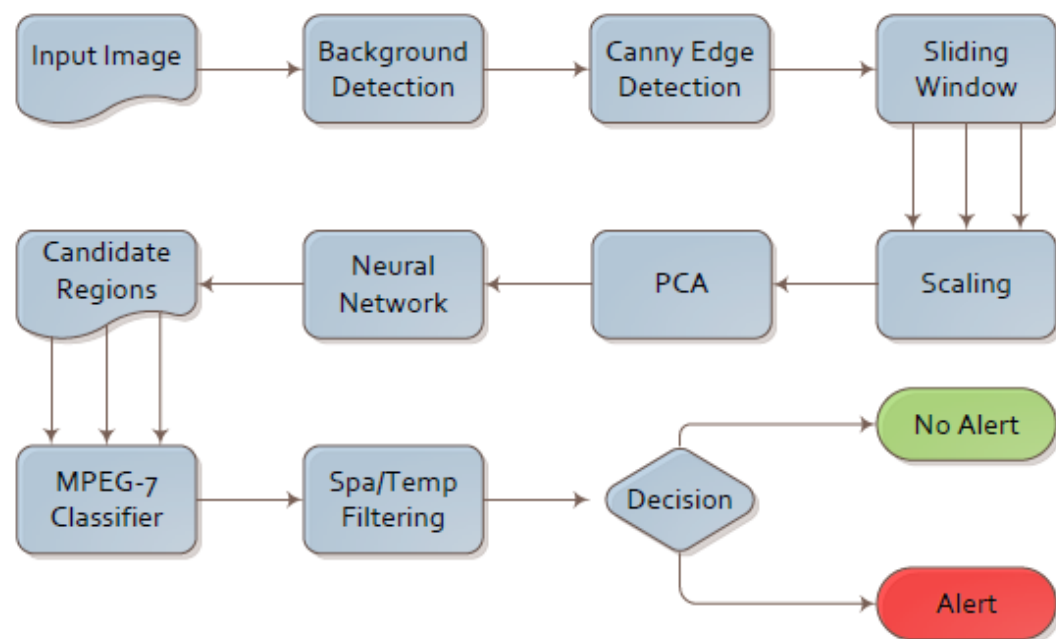 Input Image
Background
Detection
Canny Edge
Detection
Sliding
Window
Candidate
Regions
Neural
Network
PCA
Scaling
No Alert
MPEG-7
Classifier
Spa/Temp
Filtering
Decision
Alert